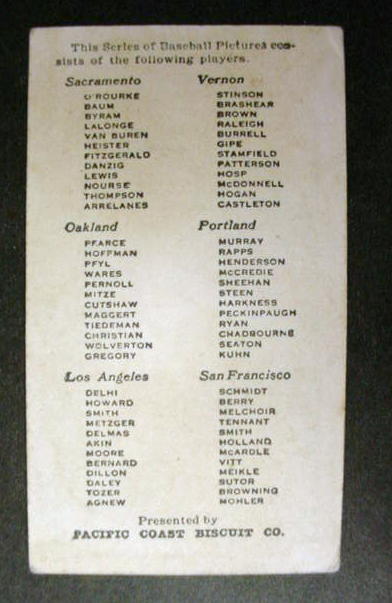 This Series of Baseball Pictures con-
sists of the following players.
Sacramento
O'ROURKE
BAUM
BYRAM
LALONGE
VAN BUREN
HEISTER
FITZGERALD
DANZIG
LEWIS
NOURSE
THOMPSON
ARRELANES
Vernon
STINSON
BRASHEAR
BROWN
RALEIGH
BURRELL
GIPE
STAMFIELD
PATTERSON
HOSP
McDONNELL
HOGAN
CASTLETON
Oakland
PEARCE
HOFFMAN
PFYL
WARES
PERNOLL
MITZE
CUTSHAW
MAGGERT
TIEDEMAN
CHRISTIAN
WOLVERTON
GREGORY
Portland
MURRAY
RAPPS
HENDERSON
McCREDIE
SHEEHAN
STEEN
HARKNESS
PECKINPAUGH
RYAN
CHADBOURNE
SEATON
KUHN
Los Angeles
DELHI
HOWARD
SMITH
METZGER
DELMAS
AKIN
MOORE
BERNARD
DILLON
DALEY
TOZER
AGNEW
San Francisco
SCHMIDT
BERRY
MELCHOIR
TENNANT
SMITH
HOLLAND
McARDLE
VITT
MEIKLE
SUTOR
BROWNING
MOHLER
Presented by
PACIFIC COAST BISCUIT CO.